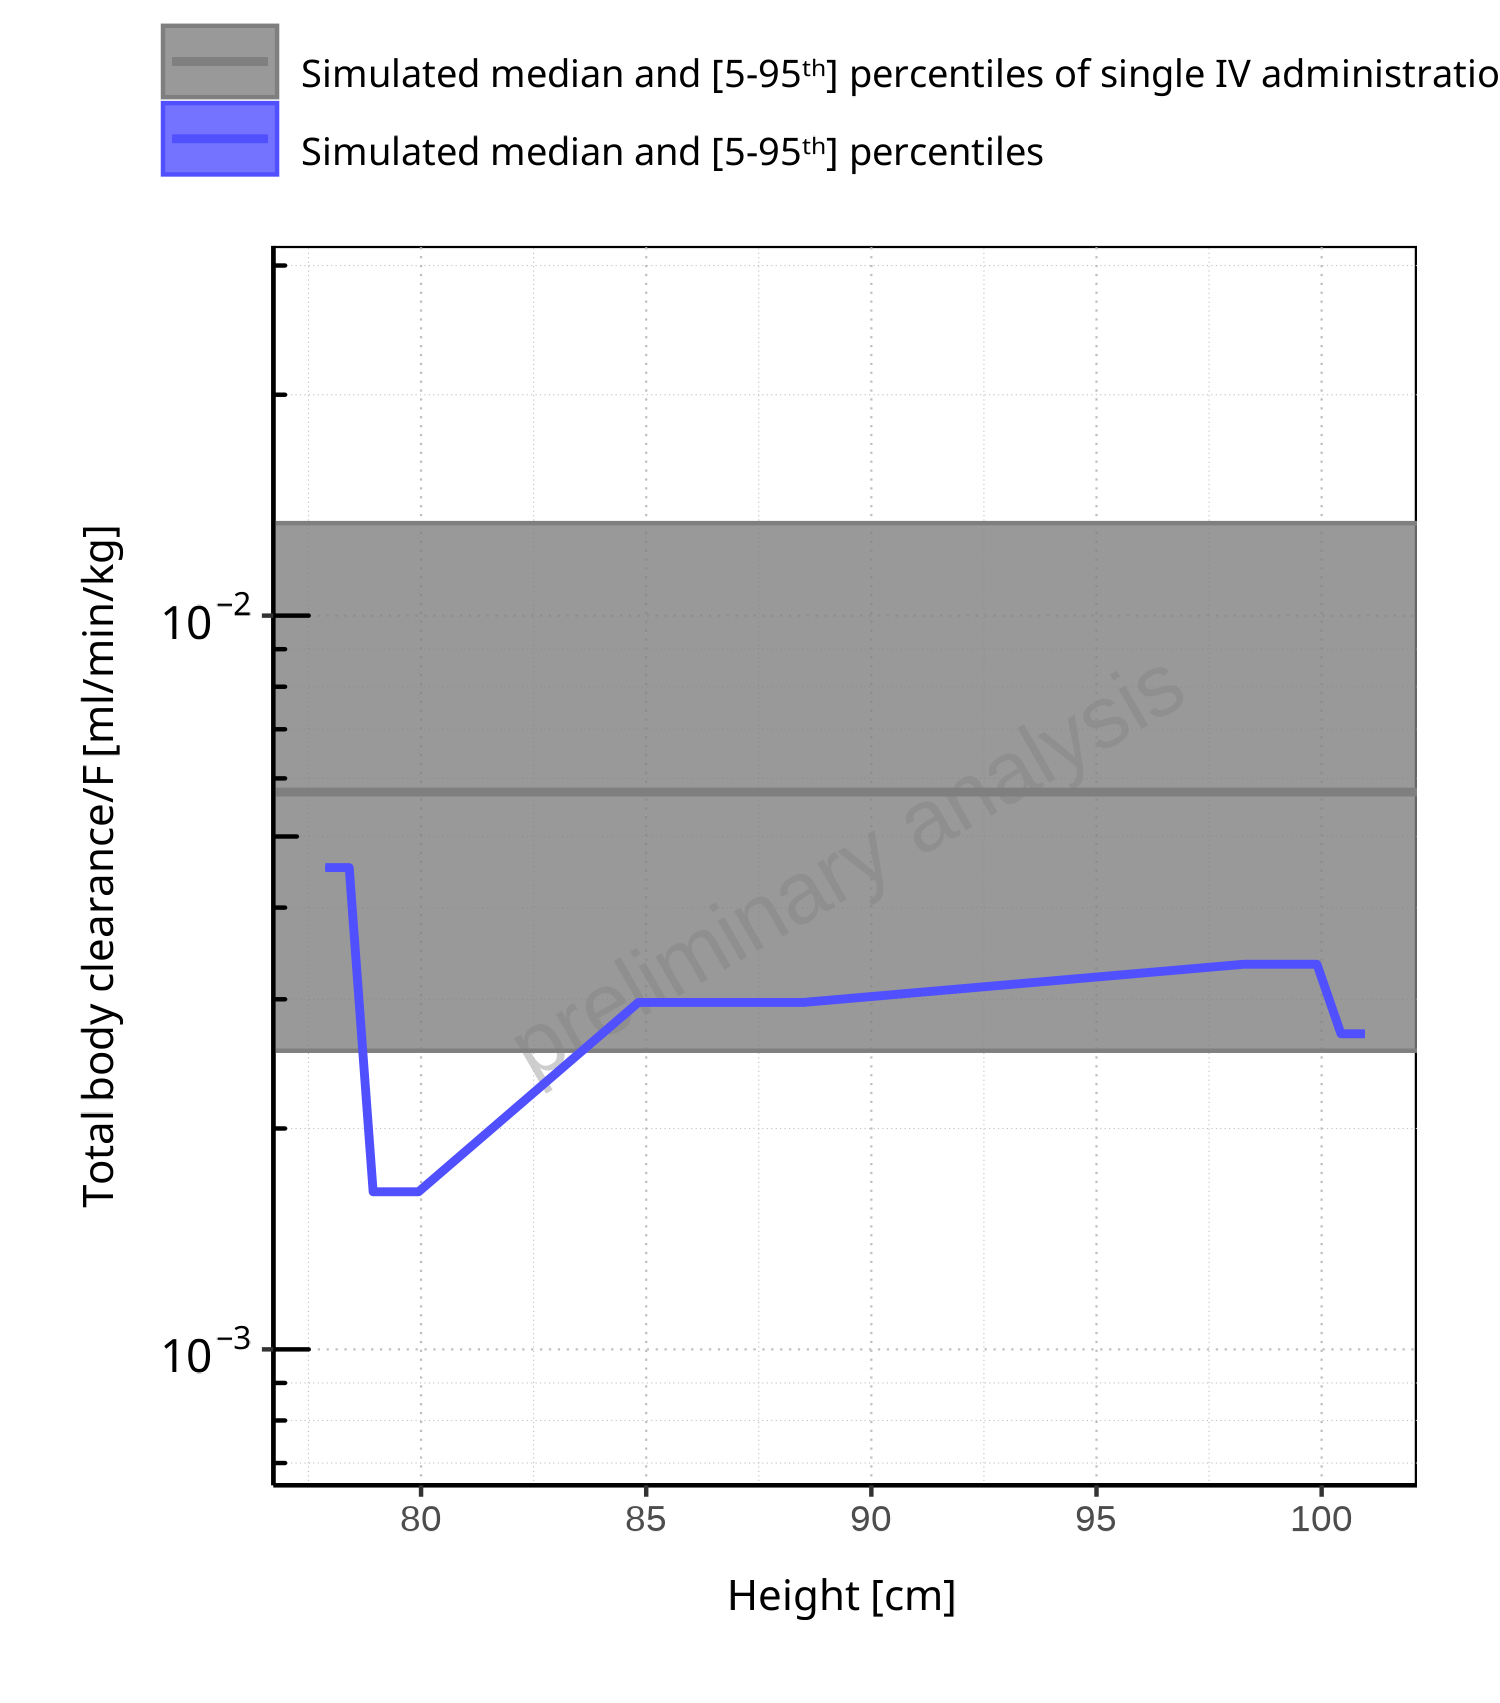 Simulated median and [5-95th] percentiles of single IV administratio
Simulated median and [5-95th] percentiles
Total body clearance/F [ml/min/kg]
10−2
10−3
preliminary analysis
80 85 90 95 100
Height [cm]